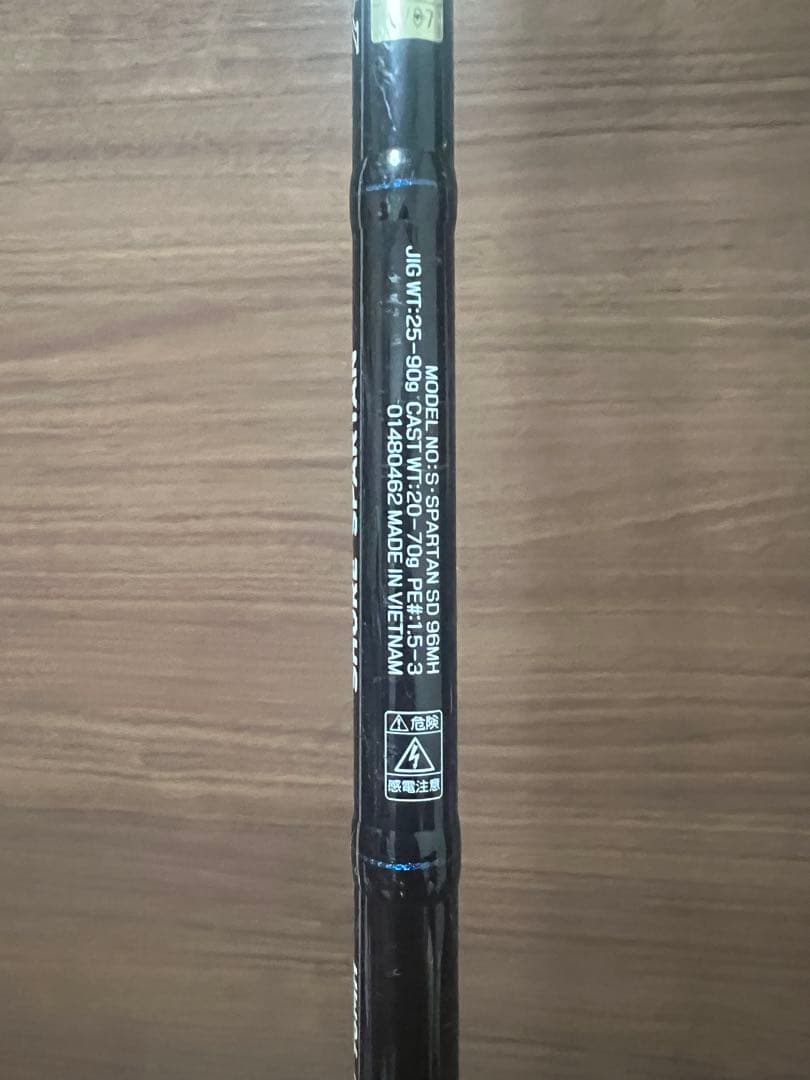 MODEL NO:S・SPARTAN SD 96MH
JIG WT:25-90g CAST WT:20-70g PE#:1.5-3
01480462 MADE IN VIETNAM
⚠危険
感電注意